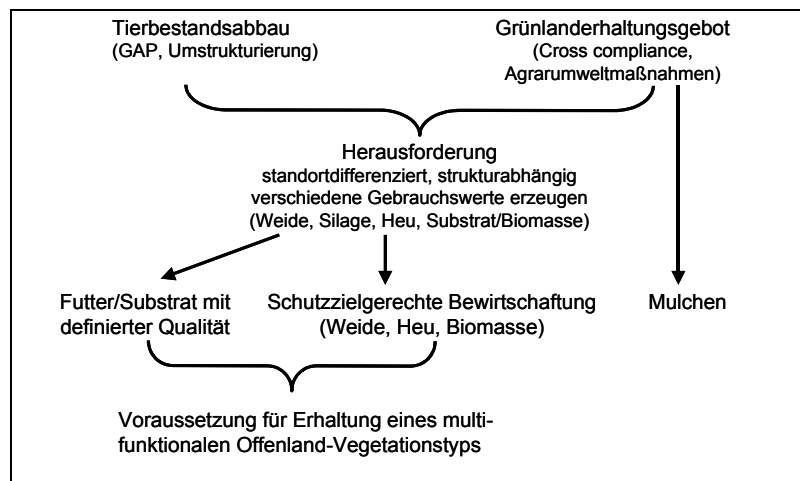 Tierbestandsabbau
(GAP, Umstrukturierung)
Grünlanderhaltungsgebot
(Cross compliance,
Agrarumweltmaßnahmen)
Herausforderung
standortdifferenziert, strukturabhängig
verschiedene Gebrauchswerte erzeugen
(Weide, Silage, Heu, Substrat/Biomasse)
Futter/Substrat mit
definierter Qualität
Schutzzielgerechte Bewirtschaftung
(Weide, Heu, Biomasse)
Mulchen
Voraussetzung für Erhaltung eines multi-
funktionalen Offenland-Vegetationstyps